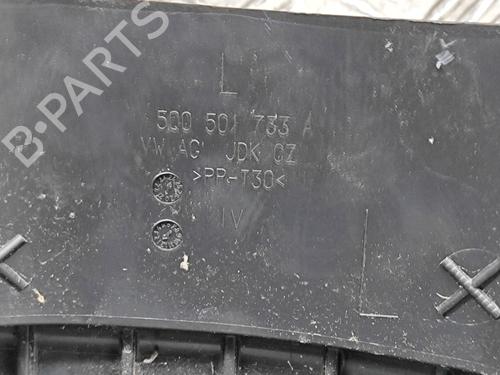 B-PARTS
L
5Q0 501 733 A
VW AG JDK CZ
>PP-T30<
IV
L